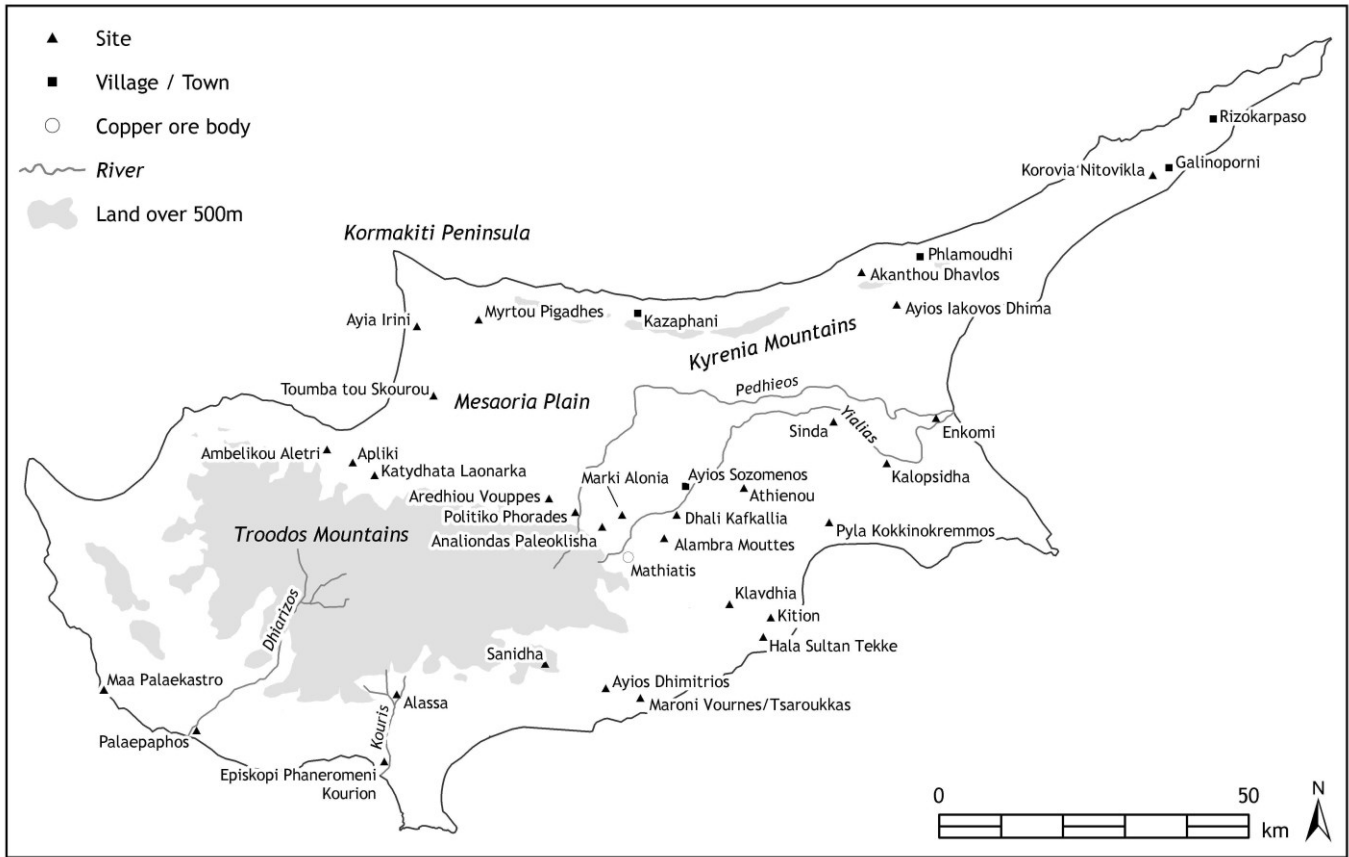 Site
Village / Town
Copper ore body
River
Land over 500m
Rizokarpaso
Galinoporni
Korovia Nitovikla
Kormakiti Peninsula
Phlamoudhi
Akanthou Dhavlos
Ayios Iakovos Dhima
Myrtou Pigadhes
Ayia Irini
Kazaphani
Kyrenia Mountains
Pedhieos
Toumba tou Skourou
Mesaoria Plain
Yialias
Sinda
Enkomi
Ambelikou Aletri
Apliki
Katydhata Laonarka
Marki Alonia
Ayios Sozomenos
Kalopsidha
Aredhiou Vouppes
Athienou
Politiko Phorades
Dhali Kafkallia
Pyla Kokkinokremmos
Troodos Mountains
Analiondas Paleoklisha
Alambra Mouttes
Mathiatis
Klavdhia
Kition
Dhiarizos
Hala Sultan Tekke
Sanidha
Maa Palaekastro
Ayios Dhimitrios
Alassa
Maroni Vournes/Tsaroukkas
Kouris
Palaepaphos
Episkopi Phaneromeni
Kourion
0
50
N
km